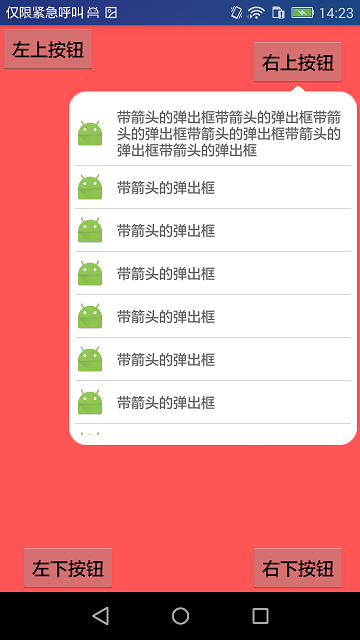 仅限紧急呼叫 14:23
左上按钮
右上按钮
带箭头的弹出框带箭头的弹出框带箭
头的弹出框带箭头的弹出框带箭头的
弹出框带箭头的弹出框
带箭头的弹出框
带箭头的弹出框
带箭头的弹出框
带箭头的弹出框
带箭头的弹出框
带箭头的弹出框
左下按钮 右下按钮